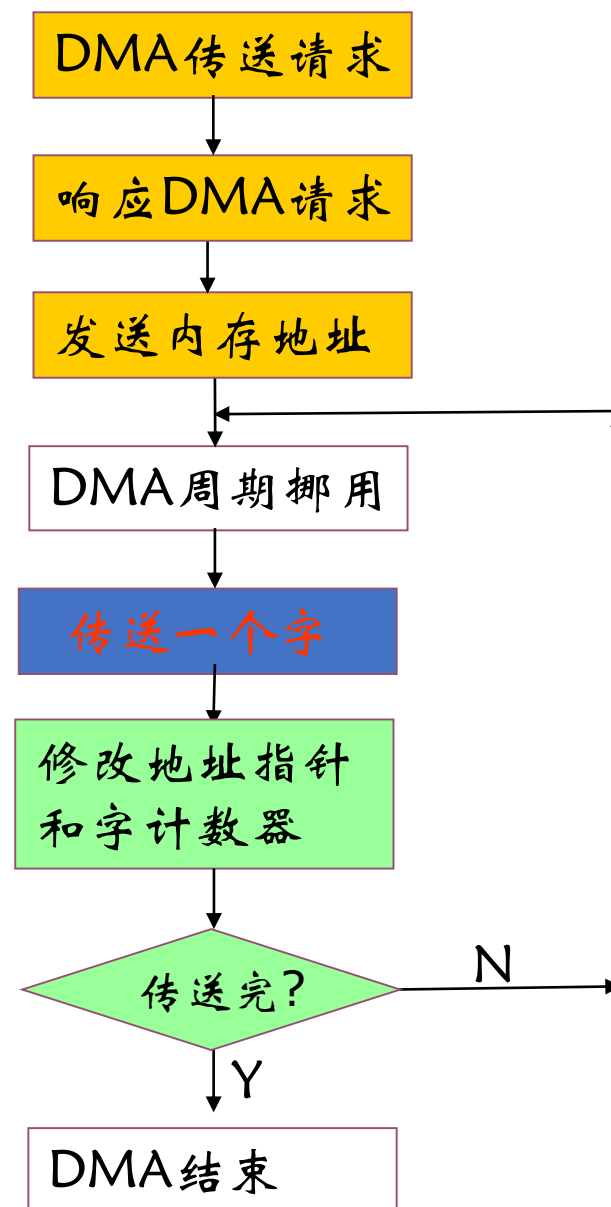 DMA传送请求
响应DMA请求
发送内存地址
DMA周期挪用
传送一个字
修改地址指针
和字计数器
传送完?
N
Y
DMA结束